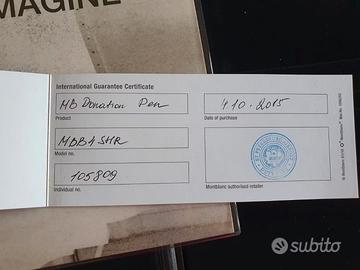 MAGINE
International Guarantee Certificate
MB Donation Pen
Product
4 10. 2015
Date of purchase
MBB4SHR
Model no.
105809
Individual no.
Montblanc authorised retailer
subito